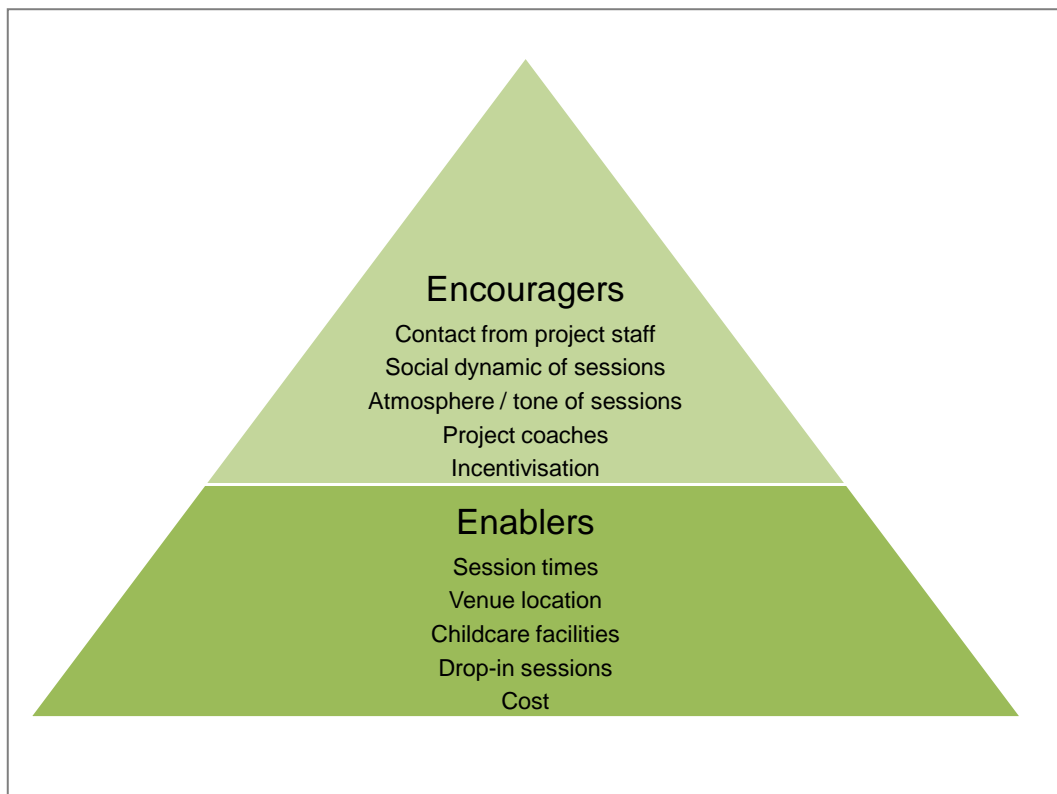 Encouragers
Contact from project staff
Social dynamic of sessions
Atmosphere / tone of sessions
Project coaches
Incentivisation
Enablers
Session times
Venue location
Childcare facilities
Drop-in sessions
Cost